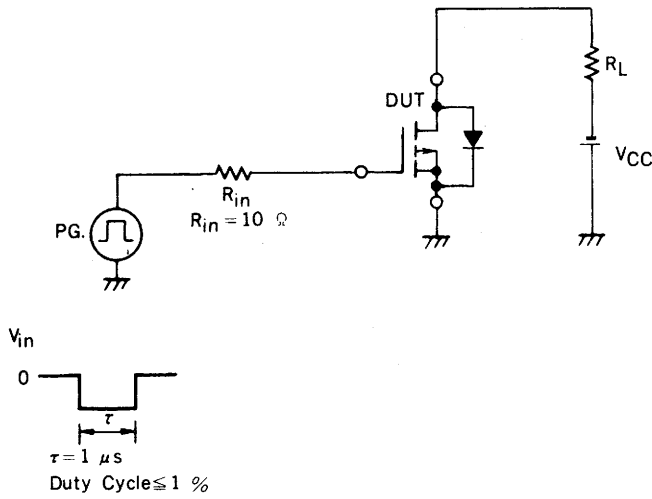 DUT
R_L
V_CC
R_in
R_in = 10 Ω
PG.
V_in
0
τ
τ = 1 μs
Duty Cycle ≦ 1 %